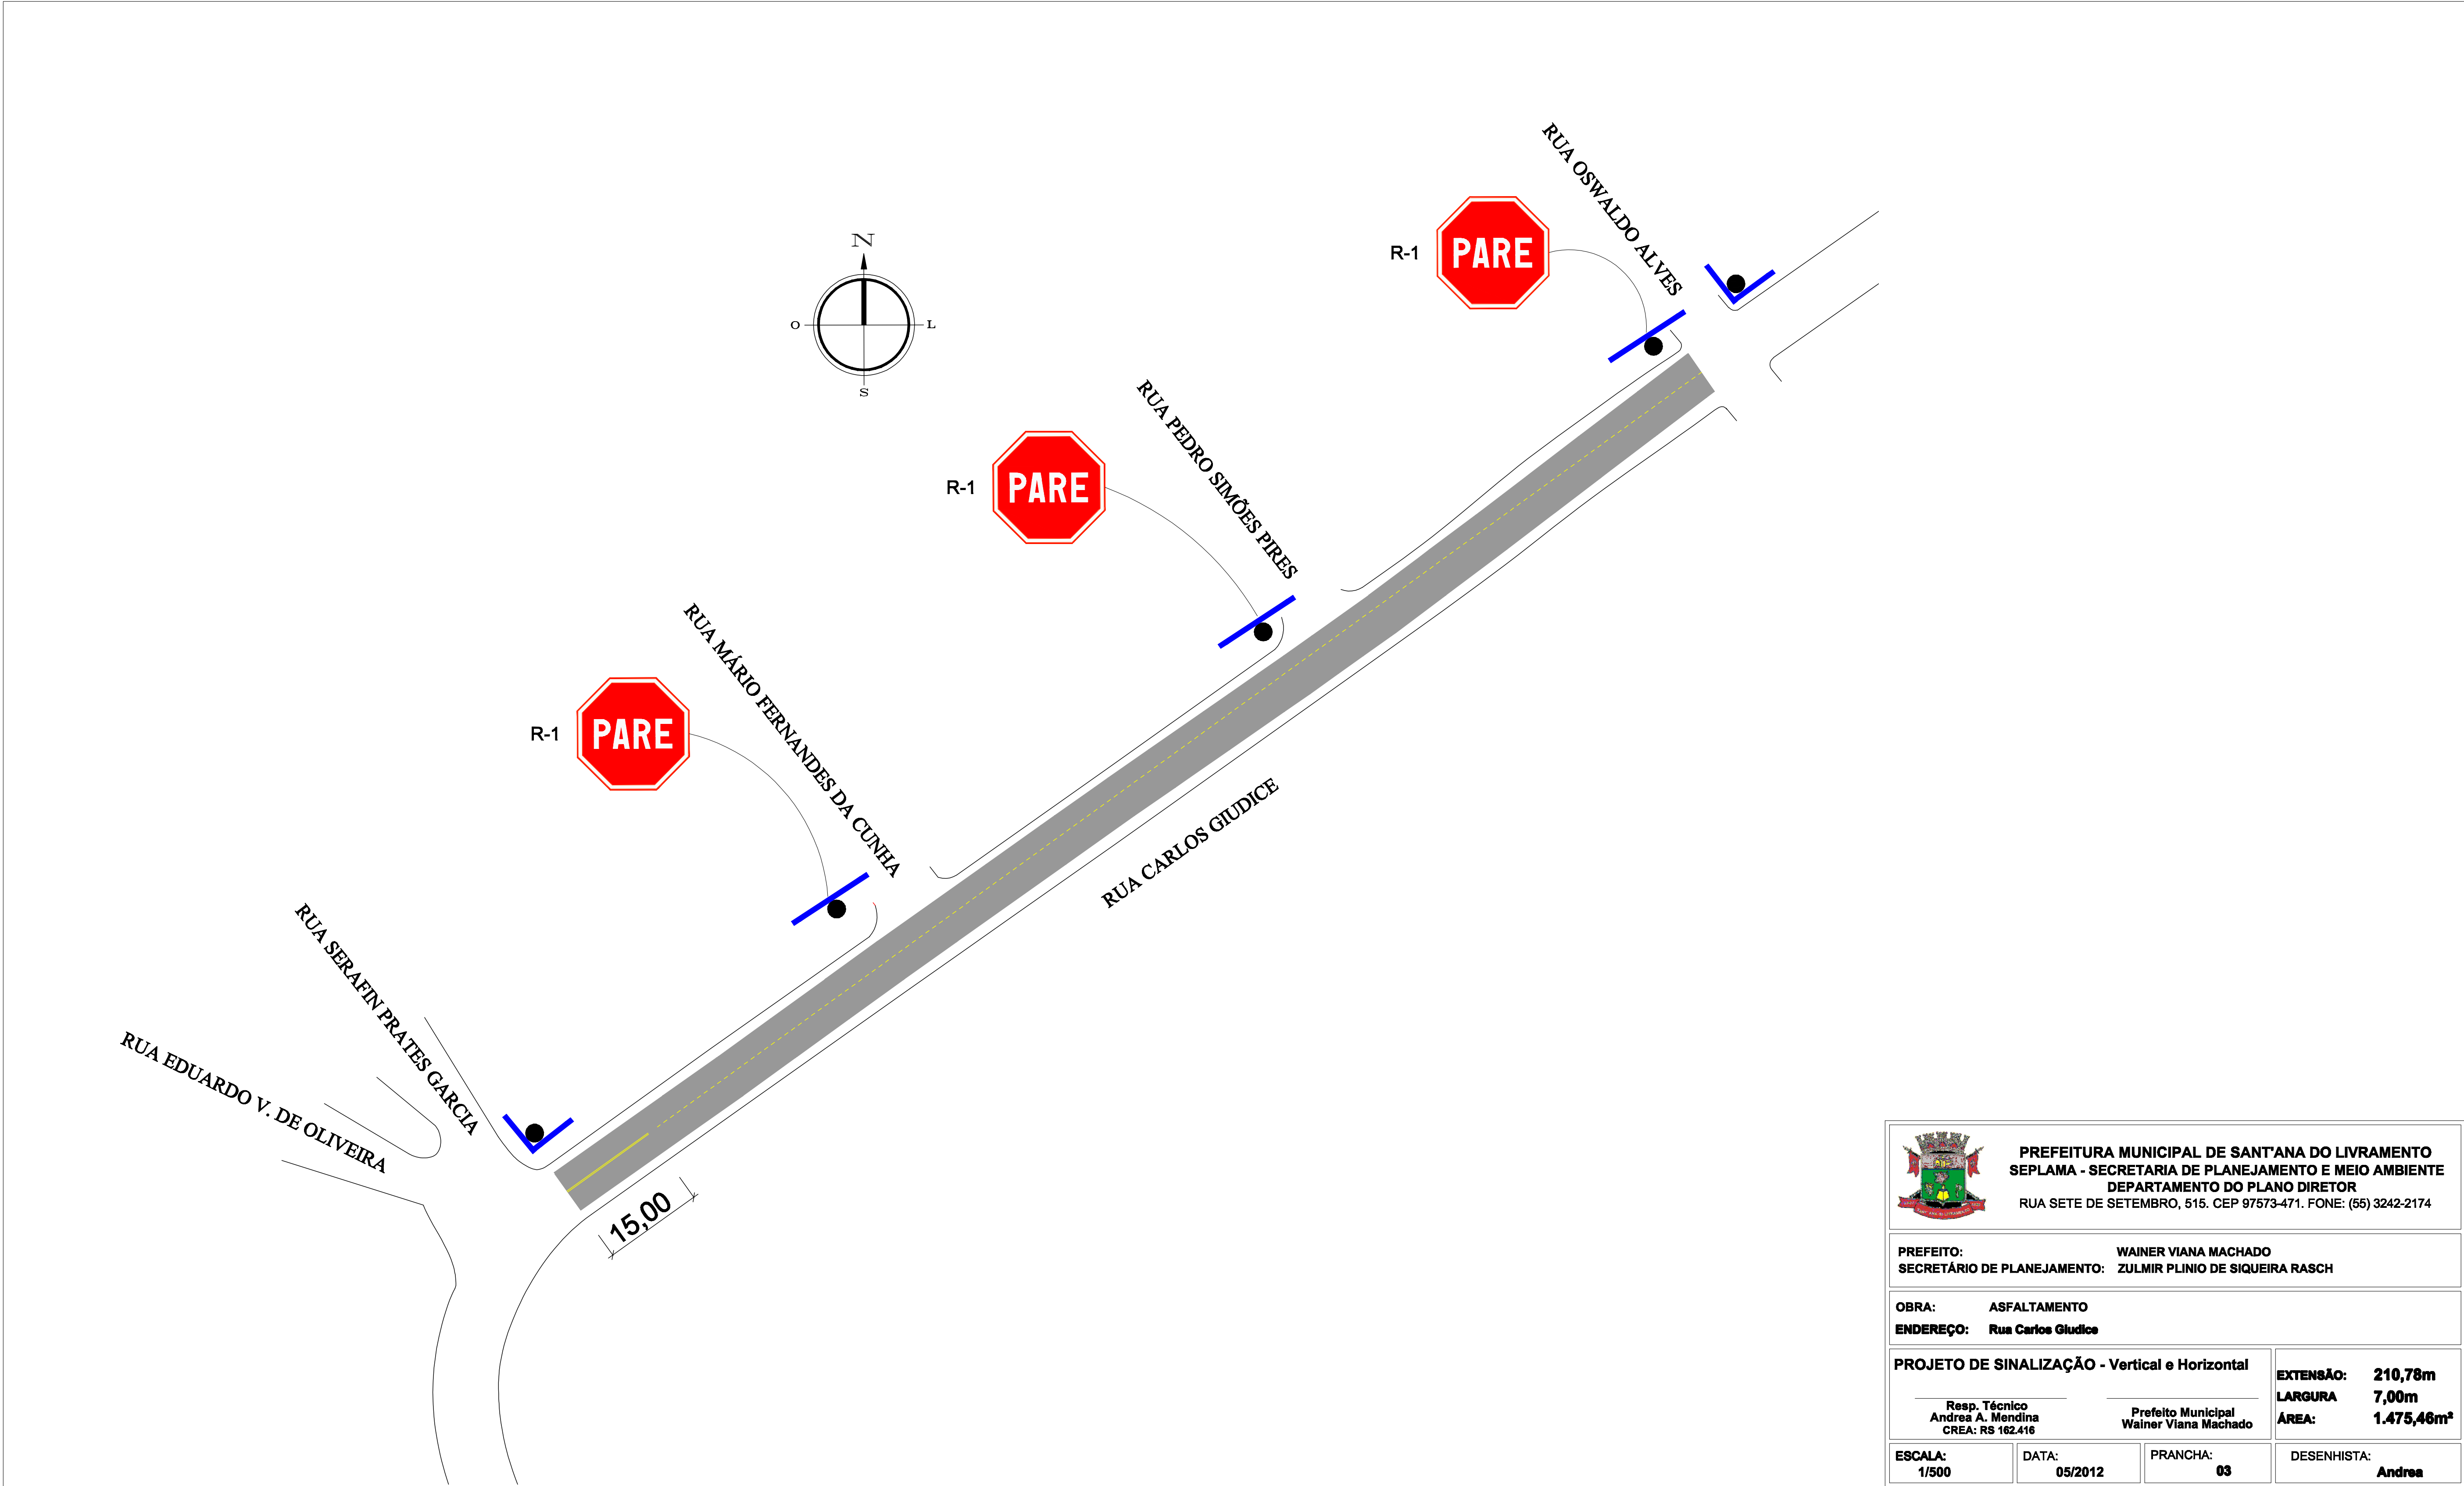 RUA OSWALDO ALVES
R-1
PARE
N
O
L
S
RUA PEDRO SIMÕES PIRES
R-1
PARE
RUA MÁRIO FERNANDES DA CUNHA
R-1
PARE
RUA CARLOS GIUDICE
RUA SERAFIN PRATES GARCIA
RUA EDUARDO V. DE OLIVEIRA
15,00
PREFEITURA MUNICIPAL DE SANT'ANA DO LIVRAMENTO
SEPLAMA - SECRETARIA DE PLANEJAMENTO E MEIO AMBIENTE
DEPARTAMENTO DO PLANO DIRETOR
RUA SETE DE SETEMBRO, 515. CEP 97573-471. FONE: (55) 3242-2174
PREFEITO: WAINER VIANA MACHADO
SECRETÁRIO DE PLANEJAMENTO: ZULMIR PLINIO DE SIQUEIRA RASCH
OBRA: ASFALTAMENTO
ENDEREÇO: Rua Carlos Giudice
PROJETO DE SINALIZAÇÃO - Vertical e Horizontal
Resp. Técnico
Andrea A. Mendina
CREA: RS 162.416
Prefeito Municipal
Wainer Viana Machado
EXTENSÃO: 210,78m
LARGURA 7,00m
ÁREA: 1.475,46m²
ESCALA:
1/500
DATA:
05/2012
PRANCHA:
03
DESENHISTA:
Andrea